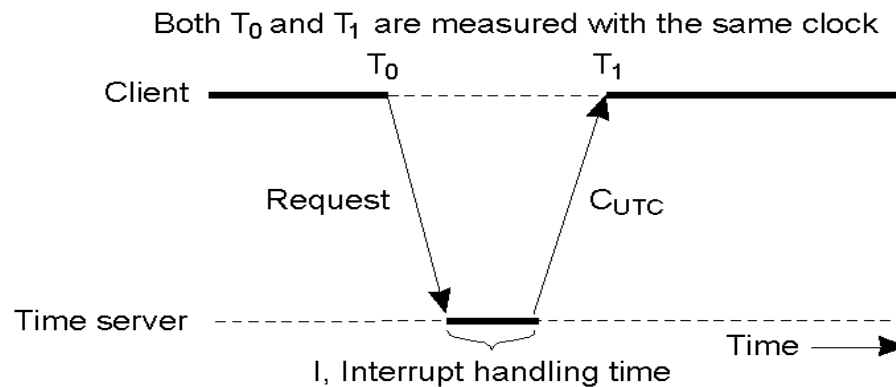 Both T₀ and T₁ are measured with the same clock
T₀
T₁
Client
Request
C_UTC
Time server
Time
I, Interrupt handling time